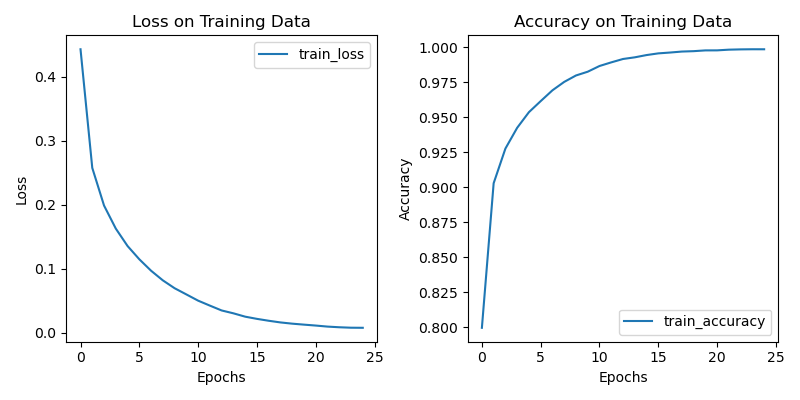 Loss on Training Data
train_loss
0.4
0.3
0.2
0.1
0.0
Loss
0 5 10 15 20 25
Epochs
Accuracy on Training Data
1.000
0.975
0.950
0.925
0.900
0.875
0.850
0.825
0.800
Accuracy
train_accuracy
0 5 10 15 20 25
Epochs